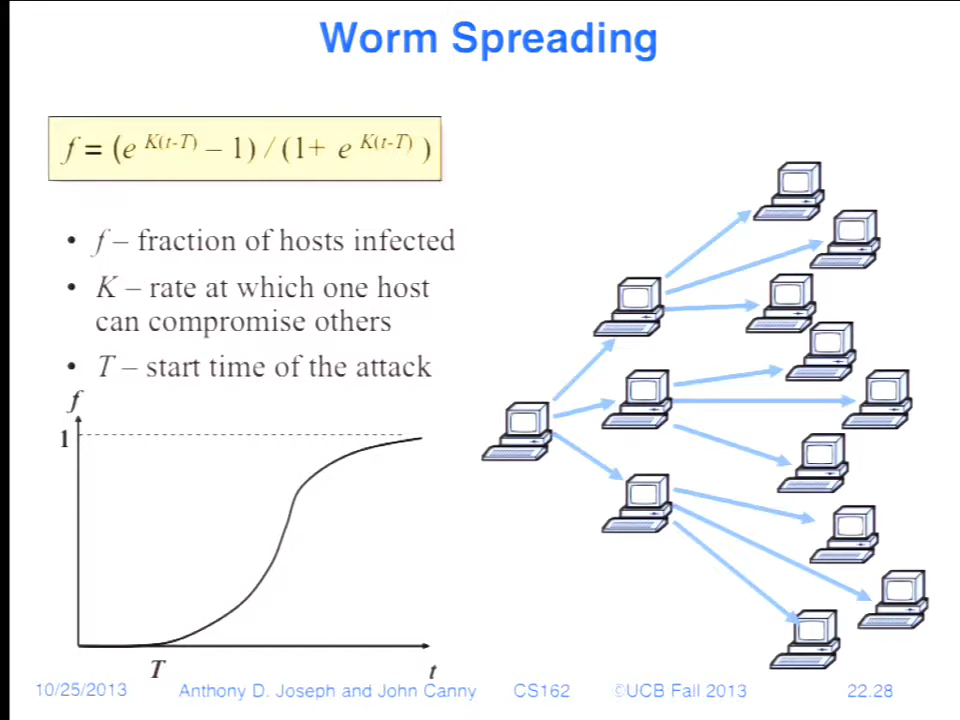 Worm Spreading
f = (e K(t-T) – 1) / (1+ e K(t-T) )
• f – fraction of hosts infected
• K – rate at which one host
can compromise others
• T – start time of the attack
f
1
T
t
10/25/2013 Anthony D. Joseph and John Canny CS162 ©UCB Fall 2013 22.28